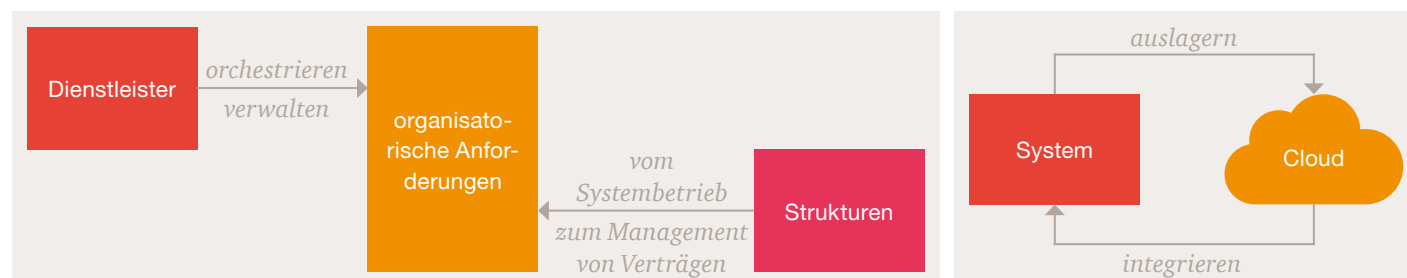 Dienstleister
orchestrieren
verwalten
organisato-
rische Anfor-
derungen
vom
Systembetrieb
zum Management
von Verträgen
Strukturen
auslagern
System
Cloud
integrieren